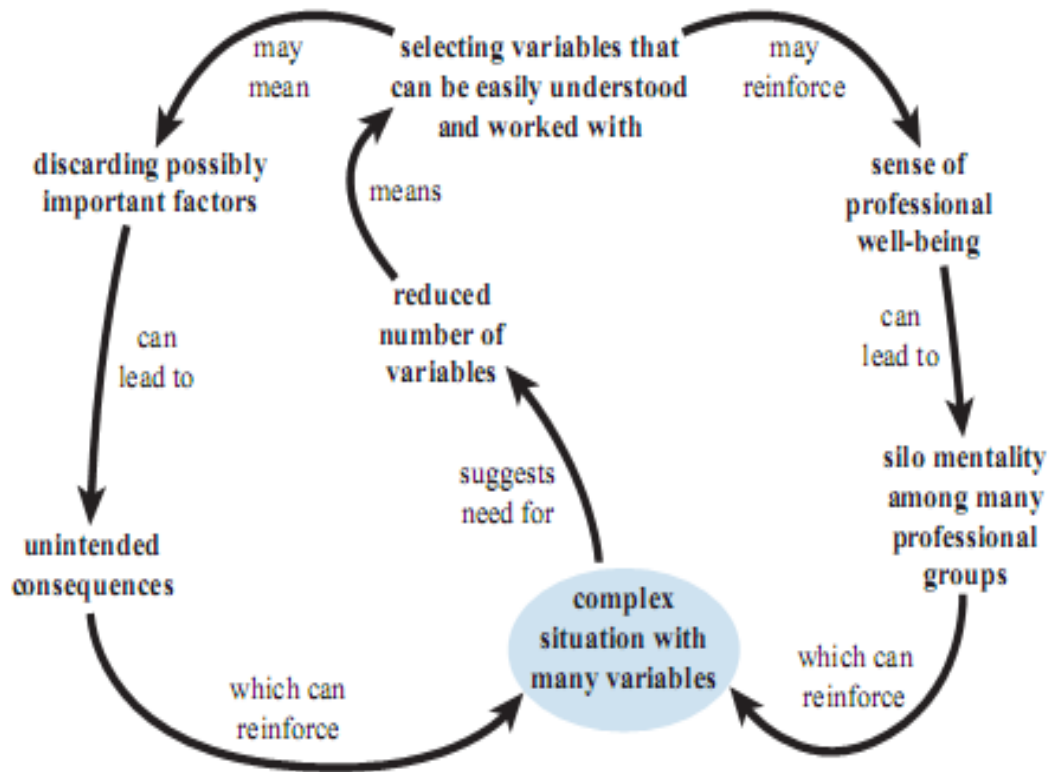 may
mean
selecting variables that
can be easily understood
and worked with
may
reinforce
discarding possibly
important factors
means
sense of
professional
well-being
reduced
number of
variables
can
lead to
can
lead to
suggests
need for
silo mentality
among many
professional
groups
unintended
consequences
complex
situation with
many variables
which can
reinforce
which can
reinforce